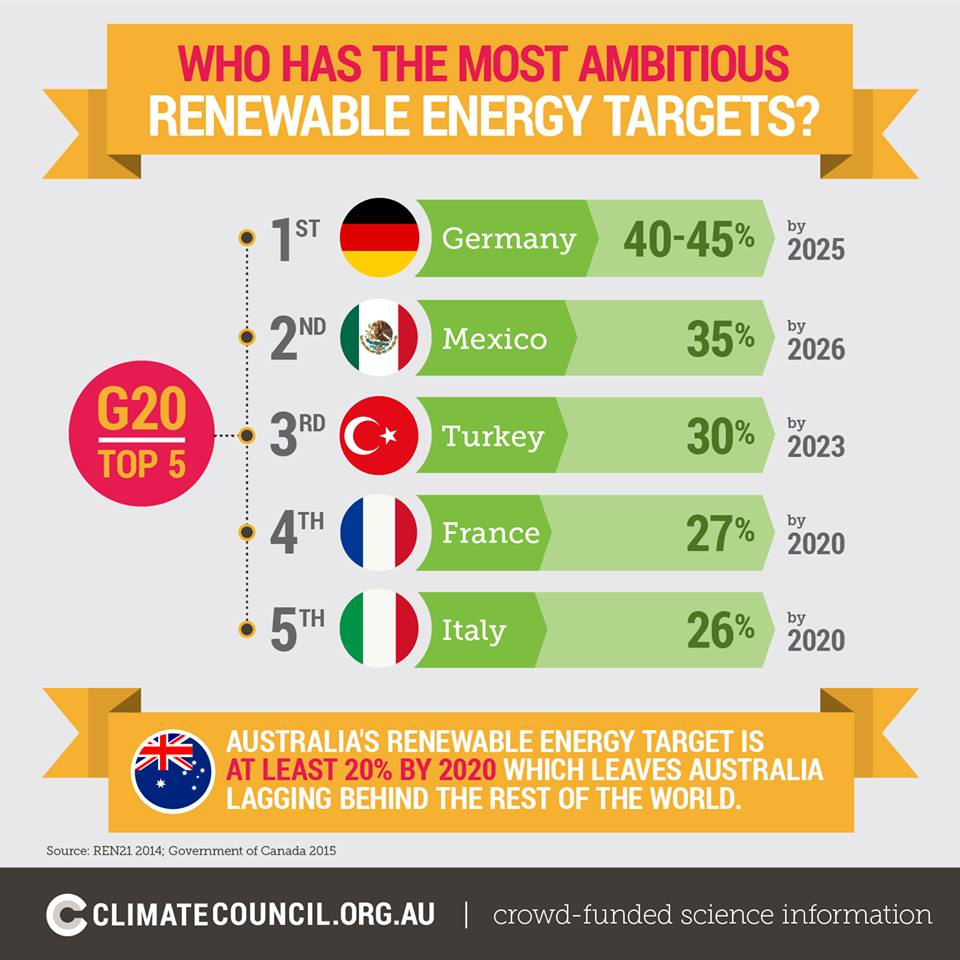 WHO HAS THE MOST AMBITIOUS
RENEWABLE ENERGY TARGETS?
G20
TOP 5
1ST Germany 40-45% by 2025
2ND Mexico 35% by 2026
3RD Turkey 30% by 2023
4TH France 27% by 2020
5TH Italy 26% by 2020
AUSTRALIA'S RENEWABLE ENERGY TARGET IS
AT LEAST 20% BY 2020 WHICH LEAVES AUSTRALIA
LAGGING BEHIND THE REST OF THE WORLD.
Source: REN21 2014; Government of Canada 2015
CLIMATECOUNCIL.ORG.AU | crowd-funded science information